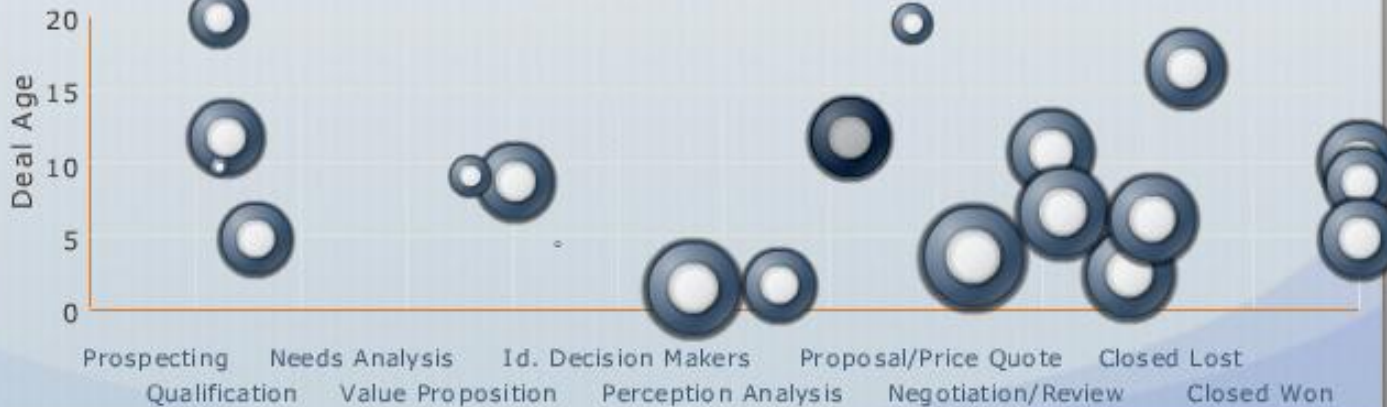 20
15
10
5
0
Deal Age
Prospecting Needs Analysis Id. Decision Makers Proposal/Price Quote Closed Lost
Qualification Value Proposition Perception Analysis Negotiation/Review Closed Won